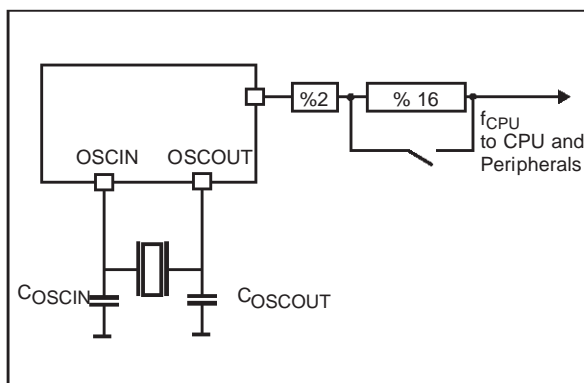 %2
% 16
fCPU
to CPU and
Peripherals
OSCIN
OSCOUT
COSCIN
COSCOUT